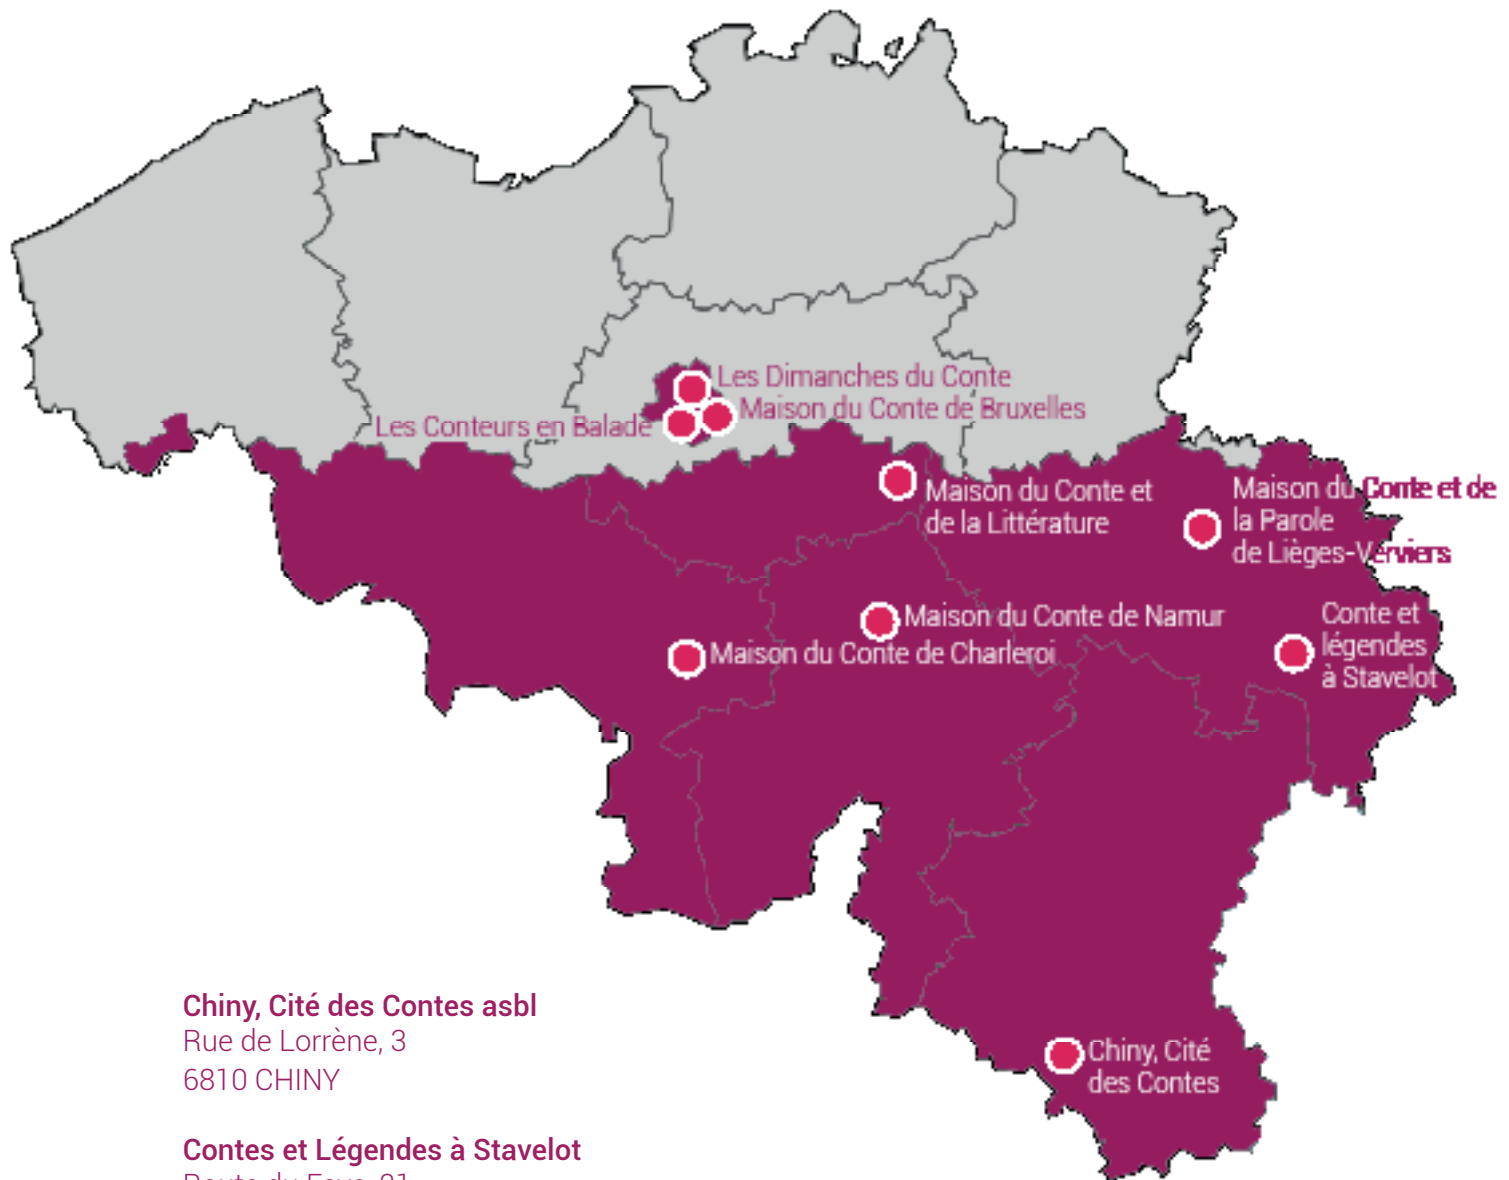 Les Dimanches du Conte
Maison du Conte de Bruxelles
Les Conteurs en Balade
Maison du Conte et
de la Littérature
Maison du Conte et de
la Parole
de Lièges-Verviers
Maison du Conte de Namur
Maison du Conte de Charleroi
Conte et
légendes
à Stavelot
Chiny, Cité
des Contes
Chiny, Cité des Contes asbl
Rue de Lorrène, 3
6810 CHINY
Contes et Légendes à Stavelot